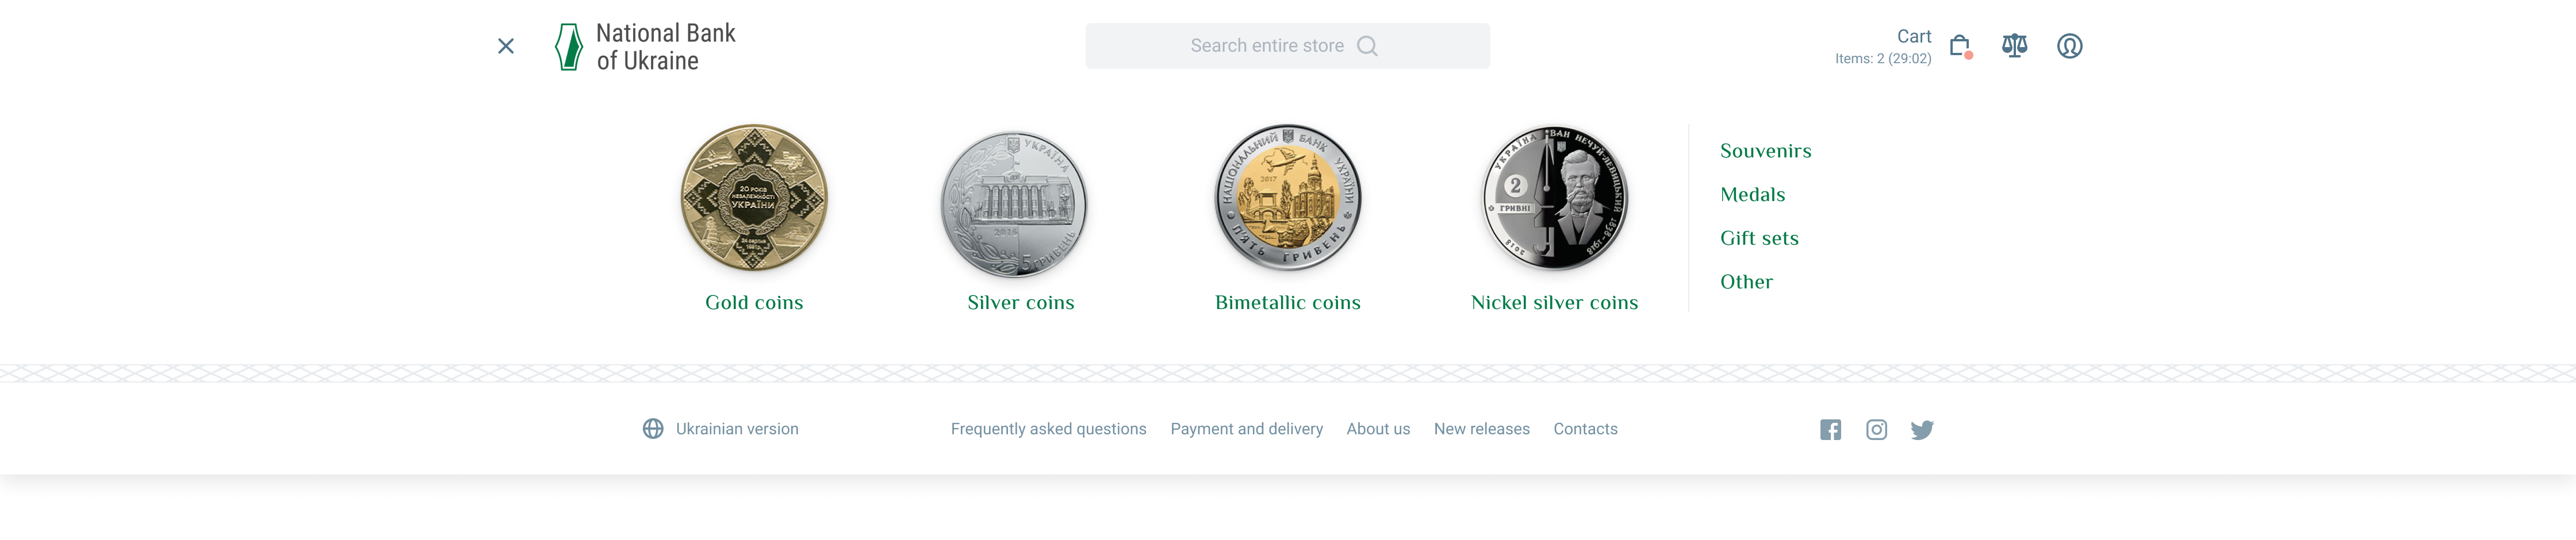 National Bank
of Ukraine
Search entire store
Cart
Items: 2 (29:02)
20 РОКІВ
НЕЗАЛЕЖНОСТІ
УКРАЇНИ
24 серпня
1991р.
УКРАЇНА
2016
5 ГРИВЕНЬ
НАЦІОНАЛЬНИЙ БАНК УКРАЇНИ
2017
П'ЯТЬ ГРИВЕНЬ
УКРАЇНА
ІВАН НЕЧУЙ-ЛЕВИЦЬКИЙ 1838-1918
2
ГРИВНІ
2018
Gold coins
Silver coins
Bimetallic coins
Nickel silver coins
Souvenirs
Medals
Gift sets
Other
Ukrainian version
Frequently asked questions
Payment and delivery
About us
New releases
Contacts